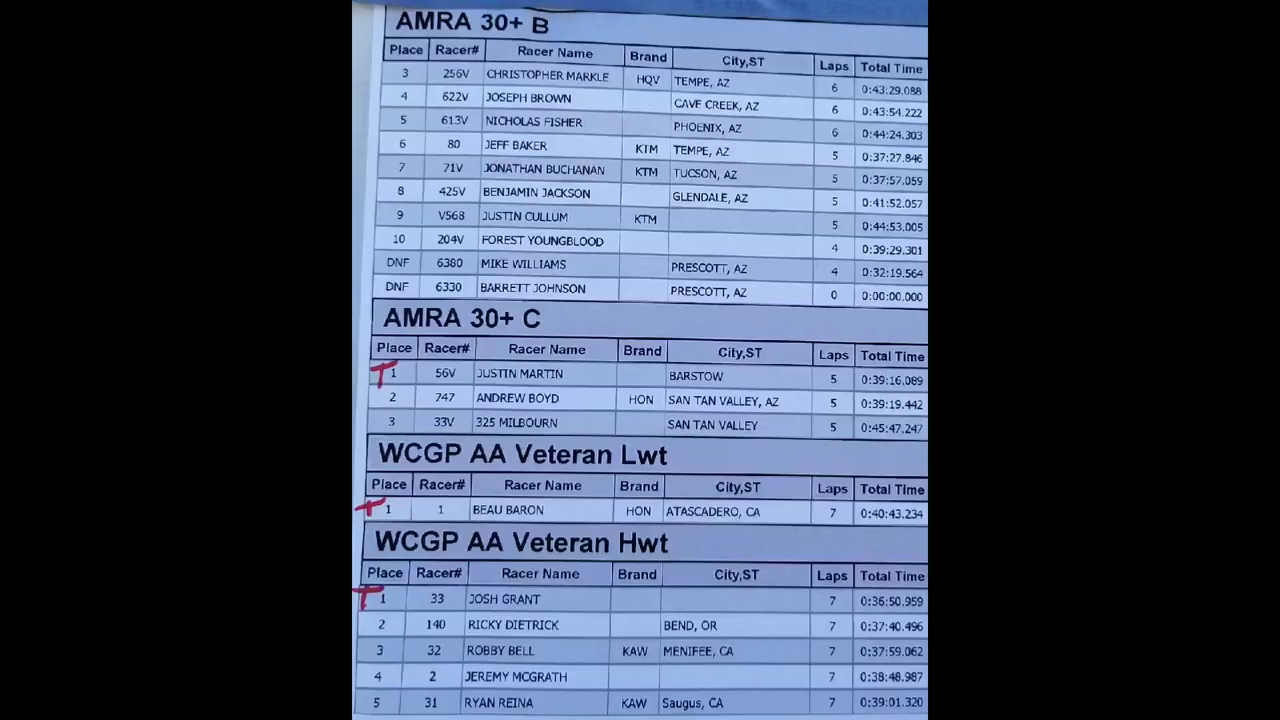 AMRA 30+ B
Place Racer# Racer Name Brand City,ST Laps Total Time
3 256V CHRISTOPHER MARKLE HQV TEMPE, AZ 6 0:43:29.088
4 622V JOSEPH BROWN CAVE CREEK, AZ 6 0:43:54.222
5 613V NICHOLAS FISHER PHOENIX, AZ 6 0:44:24.303
6 80 JEFF BAKER KTM TEMPE, AZ 5 0:37:27.846
7 71V JONATHAN BUCHANAN KTM TUCSON, AZ 5 0:37:57.059
8 425V BENJAMIN JACKSON GLENDALE, AZ 5 0:41:52.057
9 V568 JUSTIN CULLUM KTM 5 0:44:53.005
10 204V FOREST YOUNGBLOOD 4 0:39:29.301
DNF 6380 MIKE WILLIAMS PRESCOTT, AZ 4 0:32:19.564
DNF 6330 BARRETT JOHNSON PRESCOTT, AZ 0 0:00:00.000
AMRA 30+ C
Place Racer# Racer Name Brand City,ST Laps Total Time
T 1 56V JUSTIN MARTIN BARSTOW 5 0:39:16.089
2 747 ANDREW BOYD HON SAN TAN VALLEY, AZ 5 0:39:19.442
3 33V 325 MILBOURN SAN TAN VALLEY 5 0:45:47.247
WCGP AA Veteran Lwt
Place Racer# Racer Name Brand City,ST Laps Total Time
T 1 1 BEAU BARON HON ATASCADERO, CA 7 0:40:43.234
WCGP AA Veteran Hwt
Place Racer# Racer Name Brand City,ST Laps Total Time
T 1 33 JOSH GRANT 7 0:36:50.959
2 140 RICKY DIETRICK BEND, OR 7 0:37:40.496
3 32 ROBBY BELL KAW MENIFEE, CA 7 0:37:59.062
4 2 JEREMY MCGRATH 7 0:38:48.987
5 31 RYAN REINA KAW Saugus, CA 7 0:39:01.320